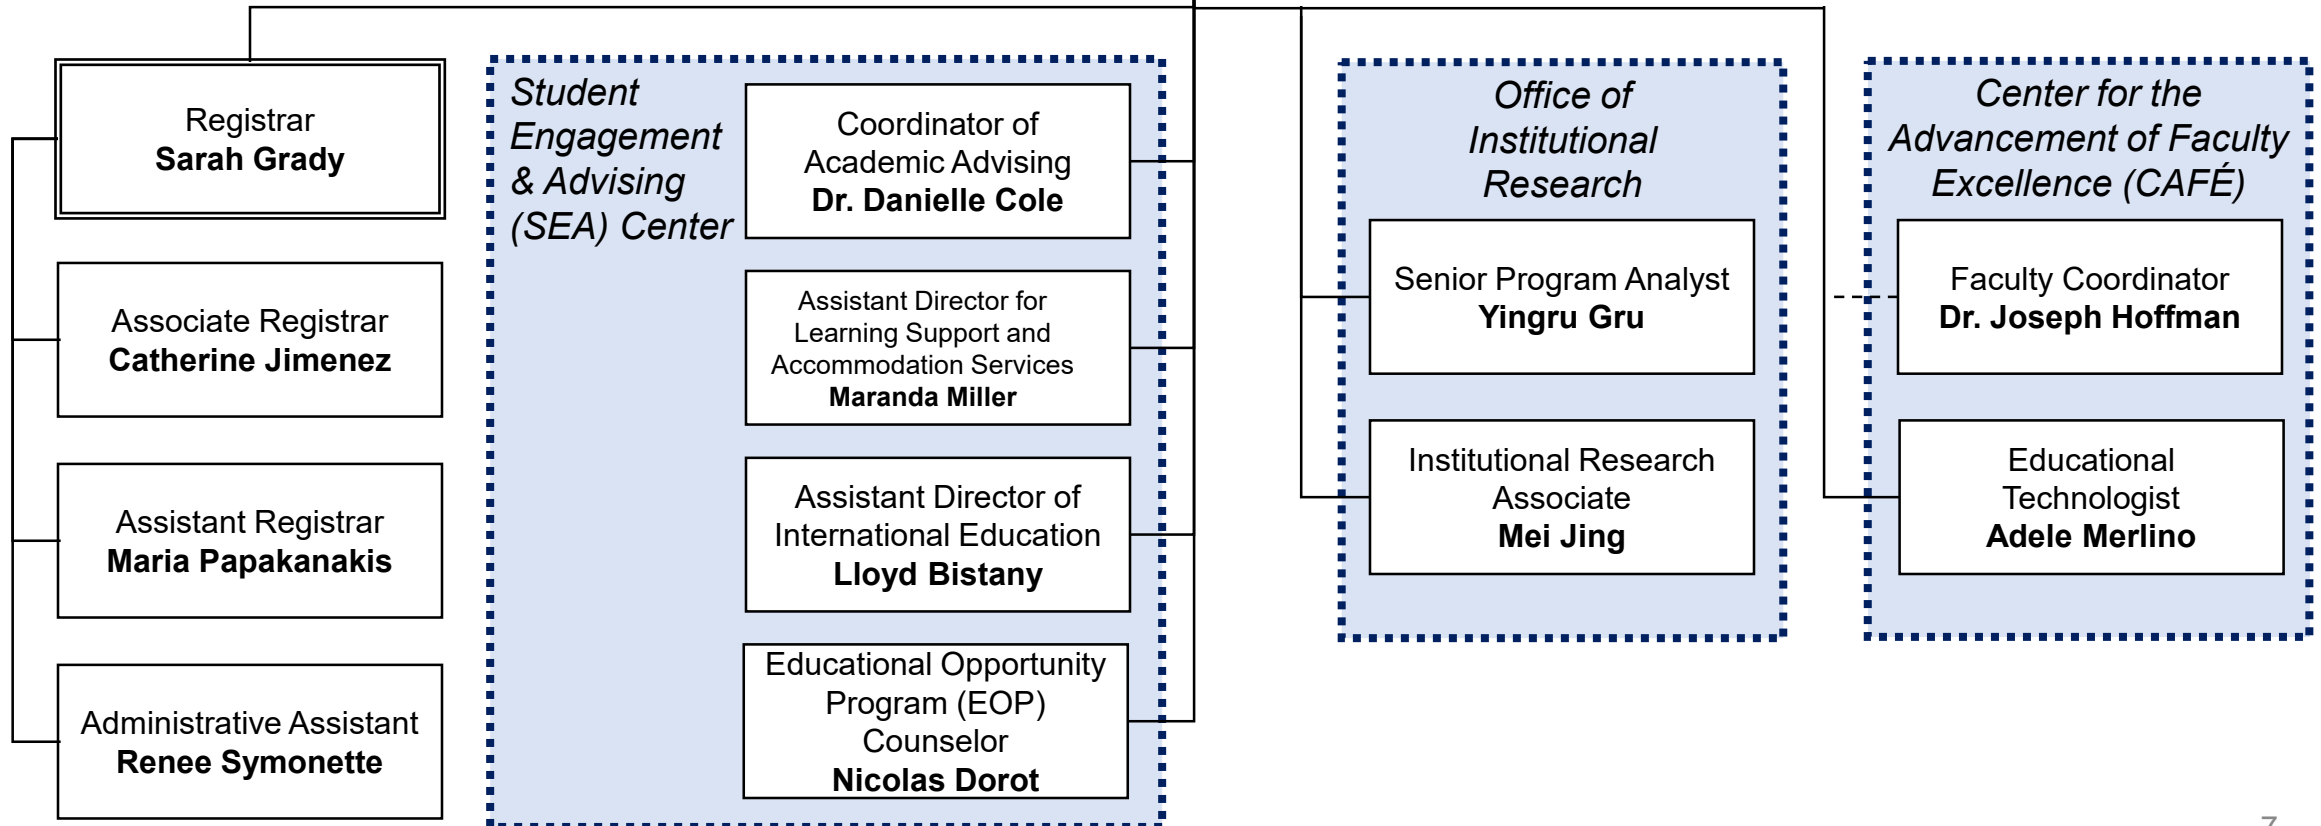 Registrar
Sarah Grady
Associate Registrar
Catherine Jimenez
Assistant Registrar
Maria Papakanakis
Administrative Assistant
Renee Symonette
Student
Engagement
& Advising
(SEA) Center
Coordinator of
Academic Advising
Dr. Danielle Cole
Assistant Director for
Learning Support and
Accommodation Services
Maranda Miller
Assistant Director of
International Education
Lloyd Bistany
Educational Opportunity
Program (EOP)
Counselor
Nicolas Dorot
Office of
Institutional
Research
Senior Program Analyst
Yingru Gru
Institutional Research
Associate
Mei Jing
Center for the
Advancement of Faculty
Excellence (CAFÉ)
Faculty Coordinator
Dr. Joseph Hoffman
Educational
Technologist
Adele Merlino
7